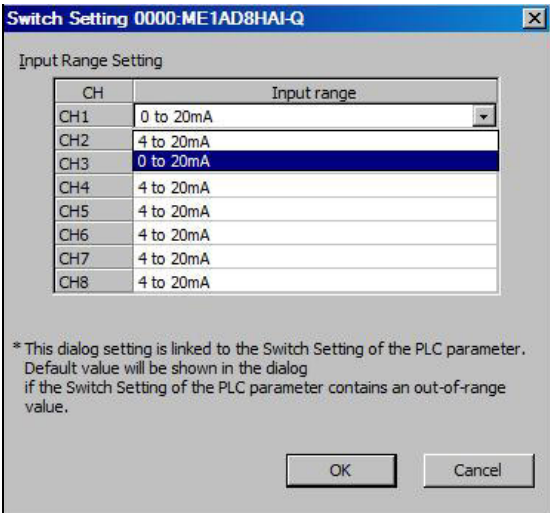 Switch Setting 0000:ME1AD8HAI-Q
Input Range Setting
CH Input range
CH1 0 to 20mA
CH2 4 to 20mA
CH3 0 to 20mA
CH4 4 to 20mA
CH5 4 to 20mA
CH6 4 to 20mA
CH7 4 to 20mA
CH8 4 to 20mA
* This dialog setting is linked to the Switch Setting of the PLC parameter.
Default value will be shown in the dialog
if the Switch Setting of the PLC parameter contains an out-of-range
value.
OK Cancel